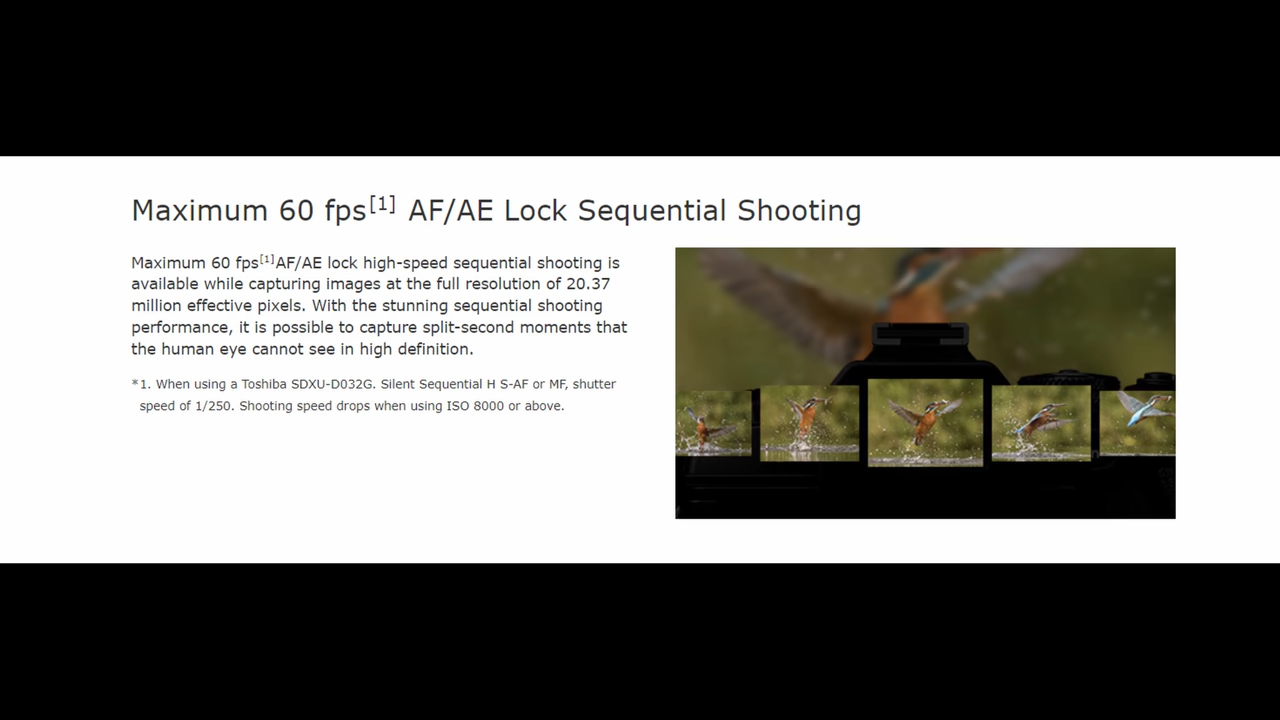 Maximum 60 fps[1] AF/AE Lock Sequential Shooting
Maximum 60 fps[1]AF/AE lock high-speed sequential shooting is
available while capturing images at the full resolution of 20.37
million effective pixels. With the stunning sequential shooting
performance, it is possible to capture split-second moments that
the human eye cannot see in high definition.
*1. When using a Toshiba SDXU-D032G. Silent Sequential H S-AF or MF, shutter
speed of 1/250. Shooting speed drops when using ISO 8000 or above.